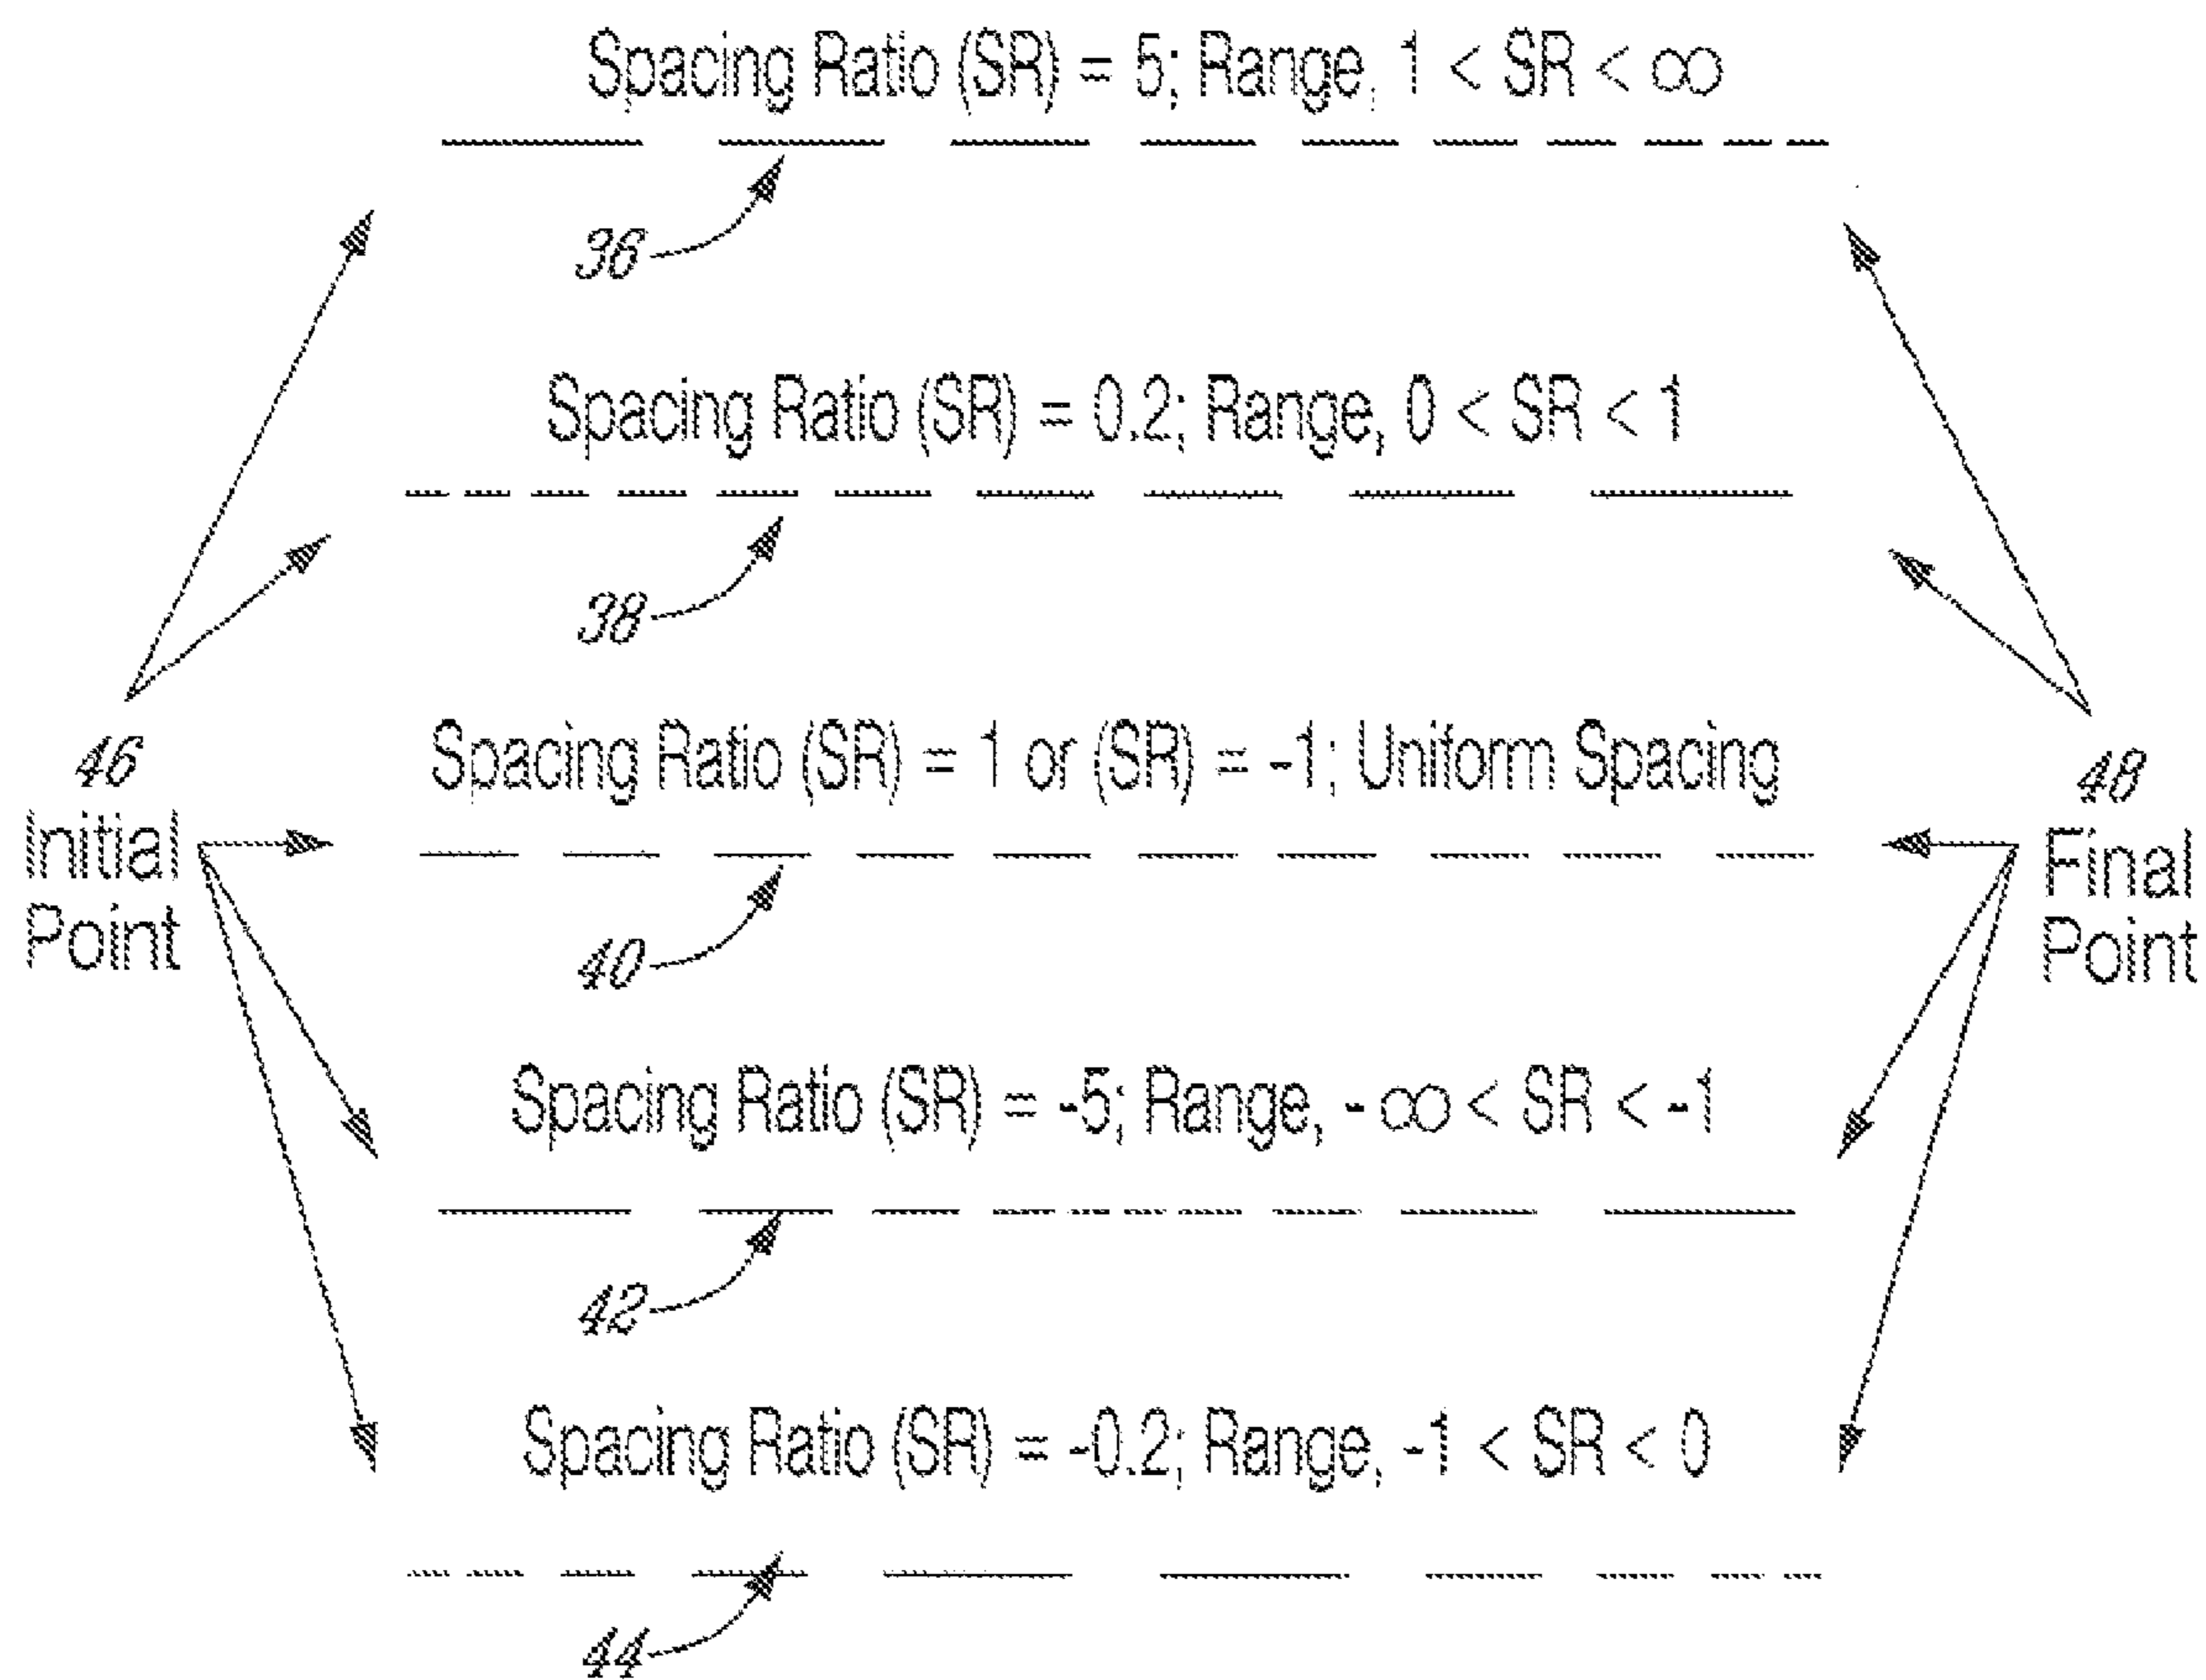 Spacing Ratio (SR) = 5; Range, 1 < SR < ∞
36
Spacing Ratio (SR) = 0.2; Range, 0 < SR < 1
38
46
Initial
Point
Spacing Ratio (SR) = 1 or (SR) = -1; Uniform Spacing
48
Final
Point
40
Spacing Ratio (SR) = -5; Range, - ∞ < SR < -1
42
Spacing Ratio (SR) = -0.2; Range, -1 < SR < 0
44